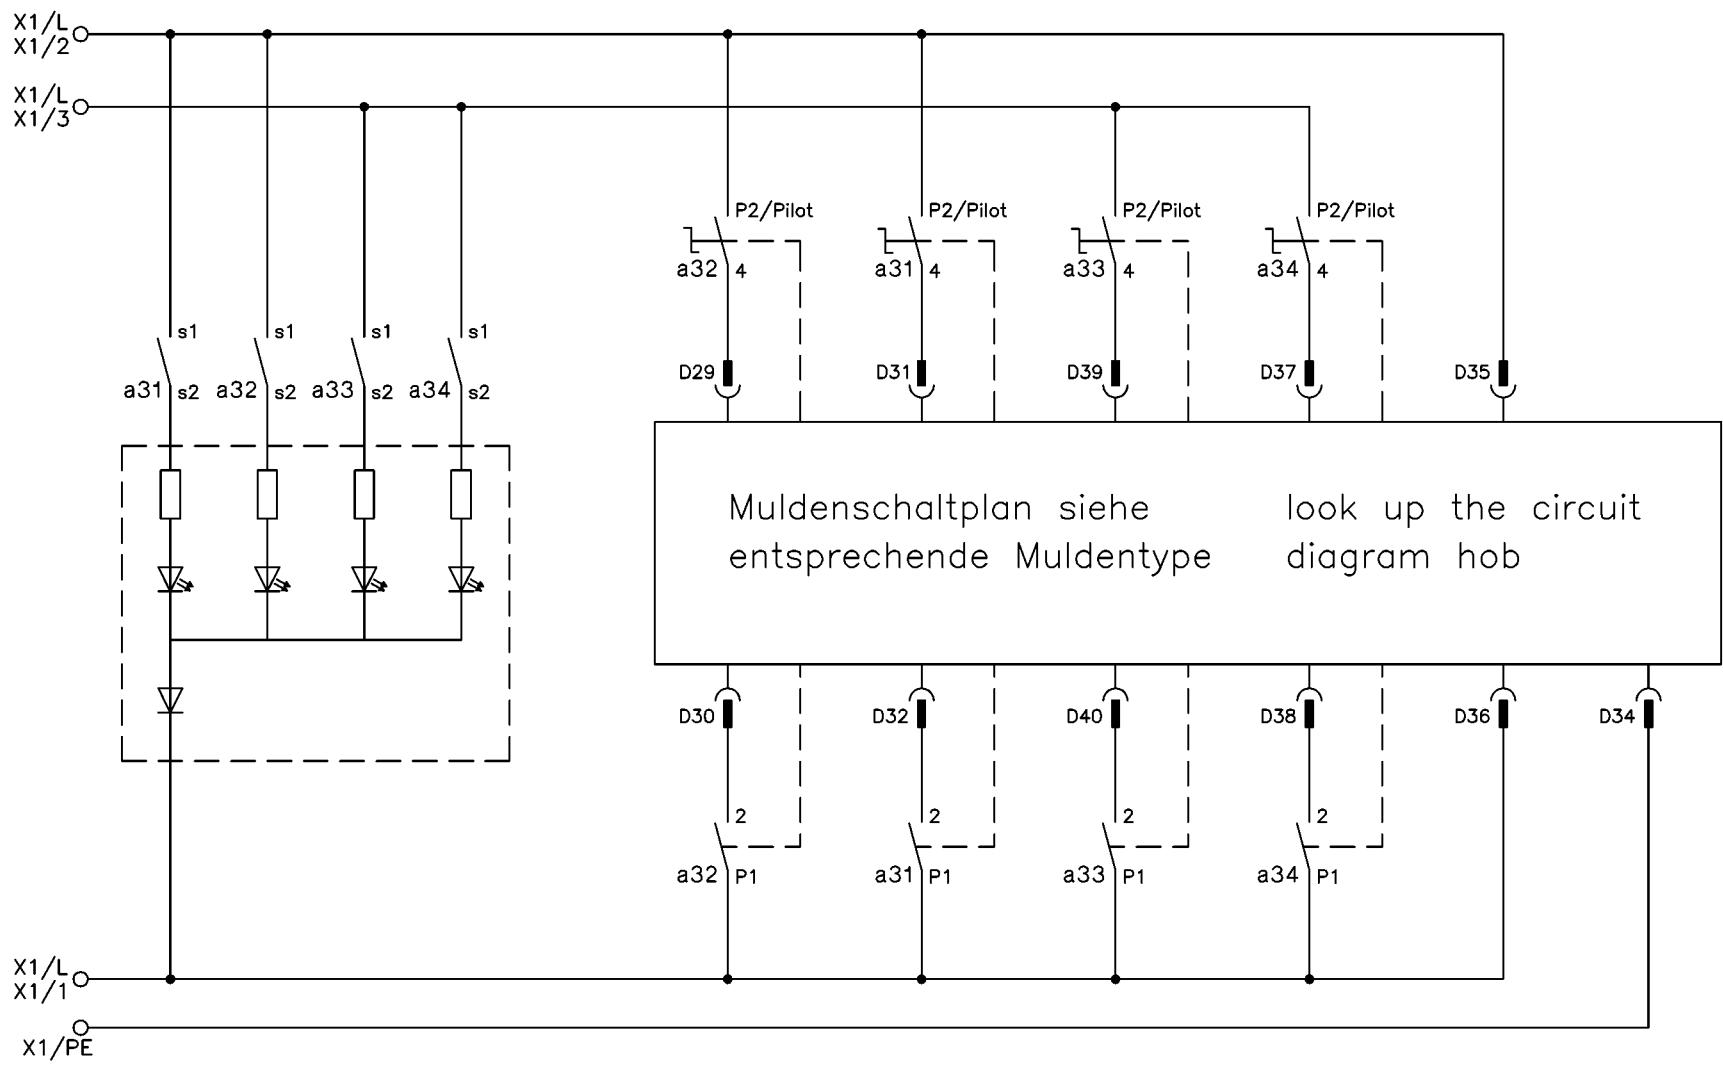 X1/L
X1/2
X1/L
X1/3
P2/Pilot P2/Pilot P2/Pilot P2/Pilot
a32 4 a31 4 a33 4 a34 4
s1 s1 s1 s1
D29 D31 D39 D37 D35
a31 s2 a32 s2 a33 s2 a34 s2
Muldenschaltplan siehe
entsprechende Muldentype
look up the circuit
diagram hob
D30 D32 D40 D38 D36 D34
2 2 2 2
a32 P1 a31 P1 a33 P1 a34 P1
X1/L
X1/1
X1/PE